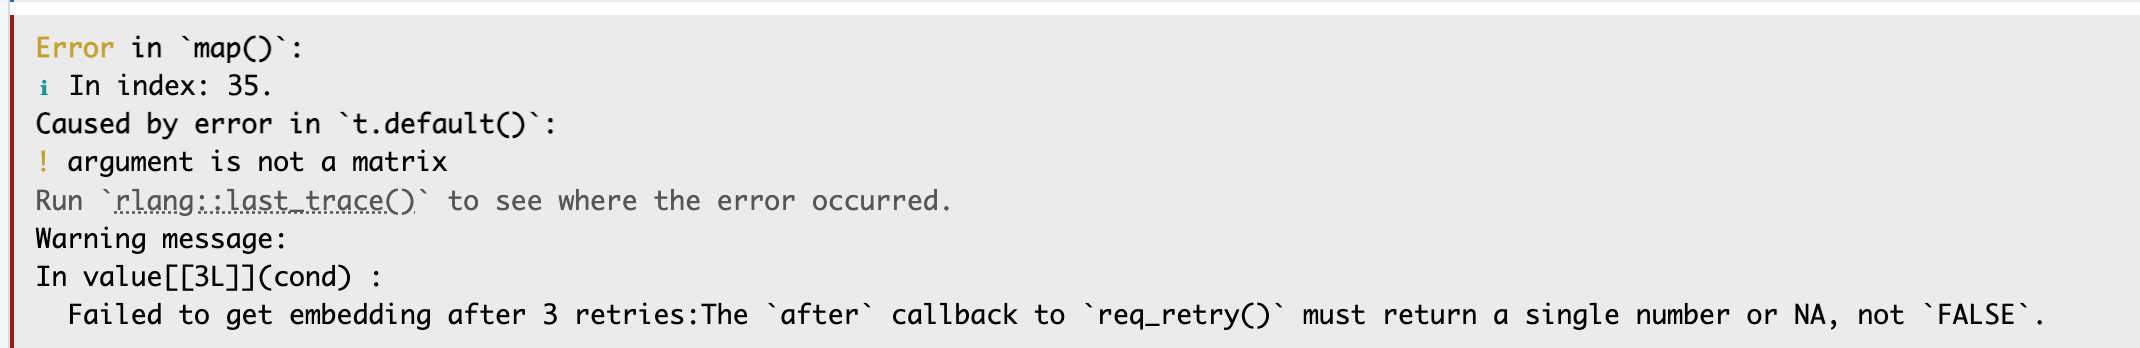 Error in `map()`:
ℹ In index: 35.
Caused by error in `t.default()`:
! argument is not a matrix
Run `rlang::last_trace()` to see where the error occurred.
Warning message:
In value[[3L]](cond) :
  Failed to get embedding after 3 retries:The `after` callback to `req_retry()` must return a single number or NA, not `FALSE`.